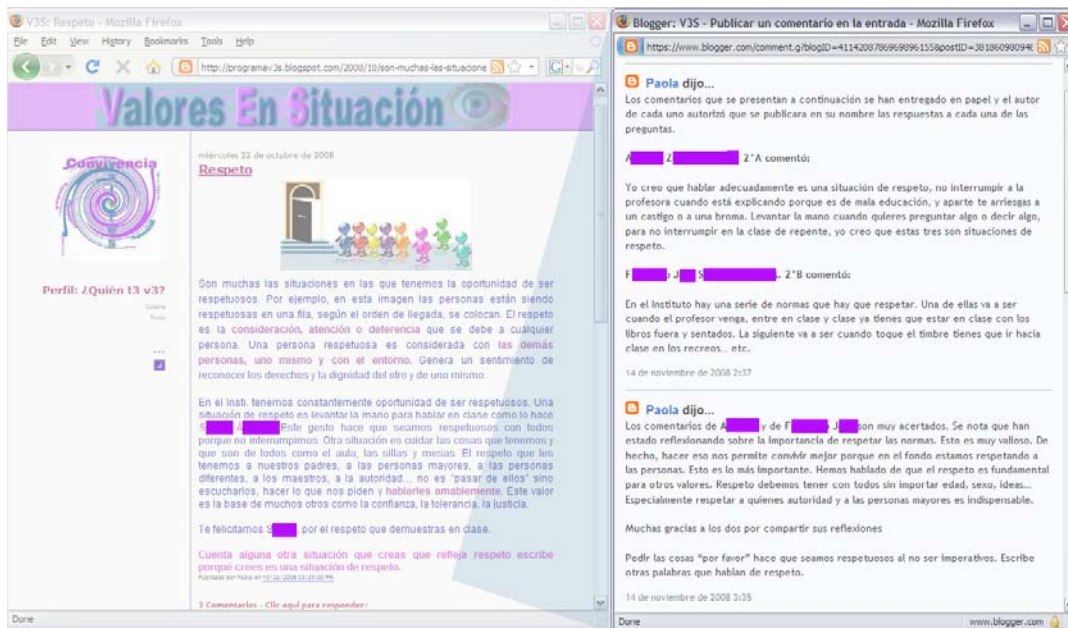 V3S: Respeto - Mozilla Firefox
File Edit View History Bookmarks Tools Help
http://programav3s.blogspot.com/2008/10/son-muchas-las-situacione
Valores En Situación
Convivencia
Perfil: ¿Quién t3 v3?
miércoles 22 de octubre de 2008
Respeto
Son muchas las situaciones en las que tenemos la oportunidad de ser
respetuosos. Por ejemplo, en esta imagen las personas están siendo
respetuosas en una fila, según el orden de llegada, se colocan. El respeto
es la consideración, atención o deferencia que se debe a cualquier
persona. Una persona respetuosa es considerada con las demás
personas, uno mismo y con el entorno. Genera un sentimiento de
reconocer los derechos y la dignidad del otro y de uno mismo.
En el Insti. tenemos constantemente oportunidad de ser respetuosos. Una
situación de respeto es levantar la mano para hablar en clase como lo hace
S A Este gesto hace que seamos respetuosos con todos
porque no interrumpimos. Otra situación es cuidar las cosas que tenemos y
que son de todos como el aula, las sillas y mesas. El respeto que les
tenemos a nuestros padres, a las personas mayores, a las personas
diferentes, a los maestros, a la autoridad... no es "pasar de ellos" sino
escucharlos, hacer lo que nos piden y hablarles amablemente. Este valor
es la base de muchos otros como la confianza, la tolerancia, la justicia.
Te felicitamos S , por el respeto que demuestras en clase.
Cuenta alguna otra situación que creas que refleja respeto escribe
porqué crees es una situación de respeto.
Publicado por Paola en
2 Comentarios - Clic aquí para responder:
Done
Blogger: V3S - Publicar un comentario en la entrada - Mozilla Firefox
Paola dijo...
Los comentarios que se presentan a continuación se han entregado en papel y el autor
de cada uno autorizó que se publicara en su nombre las respuestas a cada una de las
preguntas.
A Z 2ºA comentó:
Yo creo que hablar adecuadamente es una situación de respeto, no interrumpir a la
profesora cuando está explicando porque es de mala educación, y aparte te arriesgas a
un castigo o a una broma. Levantar la mano cuando quieres preguntar algo o decir algo,
para no interrumpir en la clase de repente, yo creo que estas tres son situaciones de
respeto.
F o J S . 2ºB comentó:
En el Instituto hay una serie de normas que hay que respetar. Una de ellas va a ser
cuando el profesor venga, entre en clase y clase ya tienes que estar en clase con los
libros fuera y sentados. La siguiente va a ser cuando toque el timbre tienes que ir hacia
clase en los recreos... etc.
14 de noviembre de 2008 2:37
Paola dijo...
Los comentarios de A y de F o J son muy acertados. Se nota que han
estado reflexionando sobre la importancia de respetar las normas. Esto es muy valioso. De
hecho, hacer eso nos permite convivir mejor porque en el fondo estamos respetando a
las personas. Esto es lo más importante. Hemos hablado de que el respeto es fundamental
para otros valores. Respeto debemos tener con todos sin importar edad, sexo, ideas...
Especialmente respetar a quienes autoridad y a las personas mayores es indispensable.
Muchas gracias a los dos por compartir sus reflexiones
Pedir las cosas "por favor" hace que seamos respetuosos al no ser imperativos. Escribe
otras palabras que hablan de respeto.
14 de noviembre de 2008 3:35
Done www.blogger.com